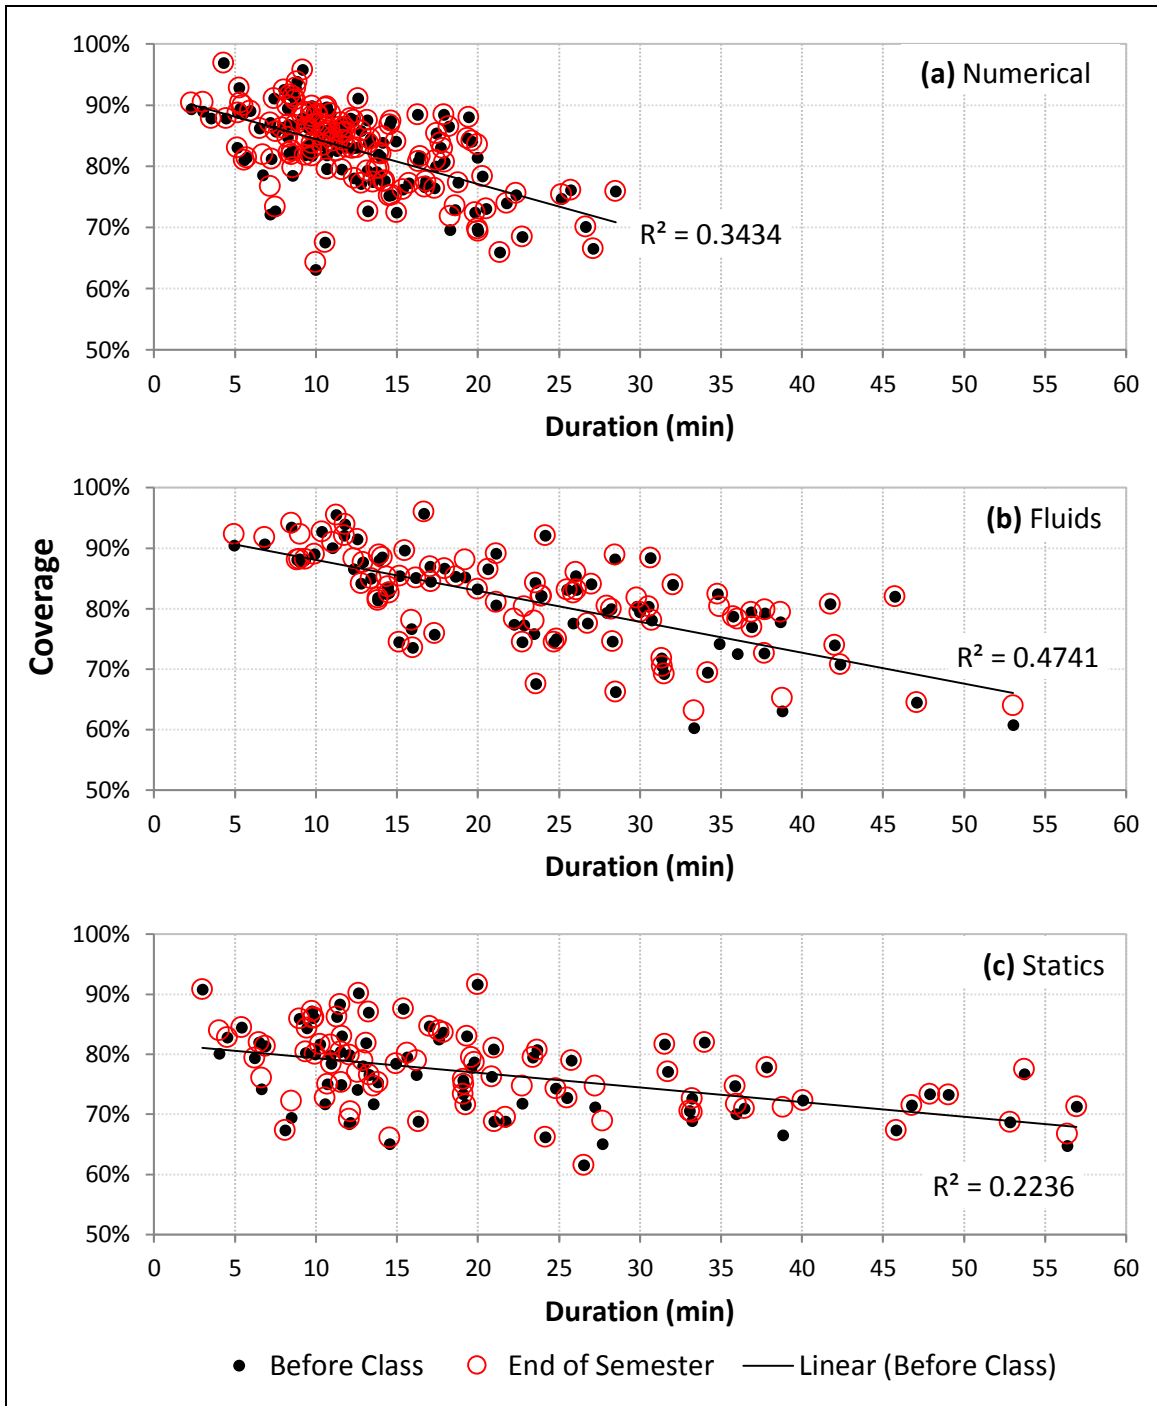 100%
90%
80%
70%
60%
50%
(a) Numerical
R² = 0.3434
0 5 10 15 20 25 30 35 40 45 50 55 60
Duration (min)
Coverage
100%
90%
80%
70%
60%
50%
(b) Fluids
R² = 0.4741
0 5 10 15 20 25 30 35 40 45 50 55 60
Duration (min)
100%
90%
80%
70%
60%
50%
(c) Statics
R² = 0.2236
0 5 10 15 20 25 30 35 40 45 50 55 60
Duration (min)
Before Class End of Semester Linear (Before Class)